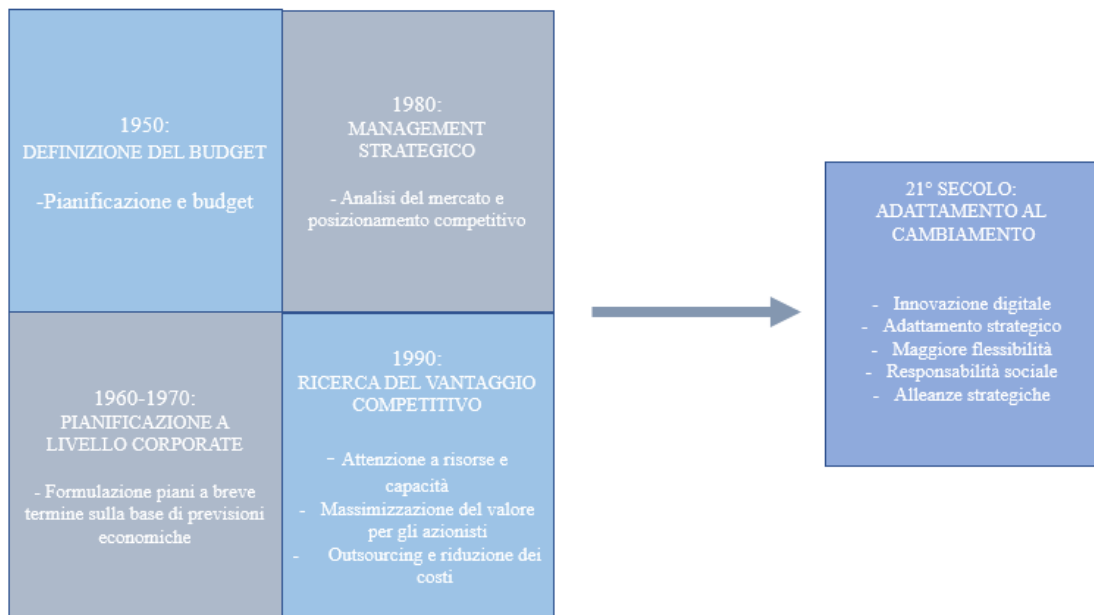 1950:
DEFINIZIONE DEL BUDGET
-Pianificazione e budget
1980:
MANAGEMENT
STRATEGICO
- Analisi del mercato e
posizionamento competitivo
1960-1970:
PIANIFICAZIONE A
LIVELLO CORPORATE
- Formulazione piani a breve
termine sulla base di previsioni
economiche
1990:
RICERCA DEL VANTAGGIO
COMPETITIVO
- Attenzione a risorse e
capacità
- Massimizzazione del valore
per gli azionisti
- Outsourcing e riduzione dei
costi
21° SECOLO:
ADATTAMENTO AL
CAMBIAMENTO
- Innovazione digitale
- Adattamento strategico
- Maggiore flessibilità
- Responsabilità sociale
- Alleanze strategiche